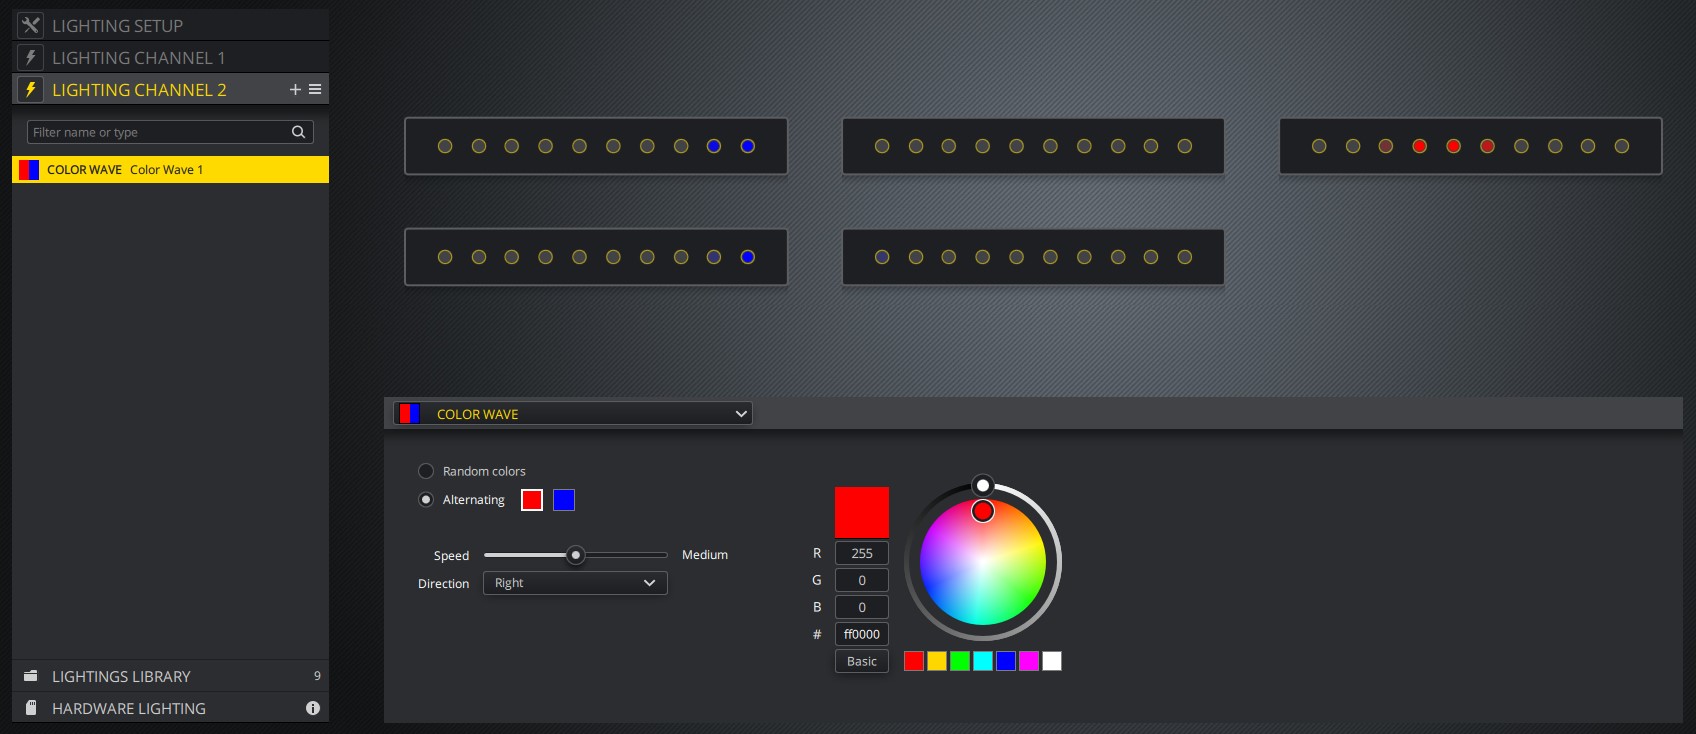 LIGHTING SETUP
LIGHTING CHANNEL 1
LIGHTING CHANNEL 2
Filter name or type
COLOR WAVE Color Wave 1
LIGHTINGS LIBRARY 9
HARDWARE LIGHTING
COLOR WAVE
Random colors
Alternating
Speed Medium
Direction Right
R 255
G 0
B 0
# ff0000
Basic